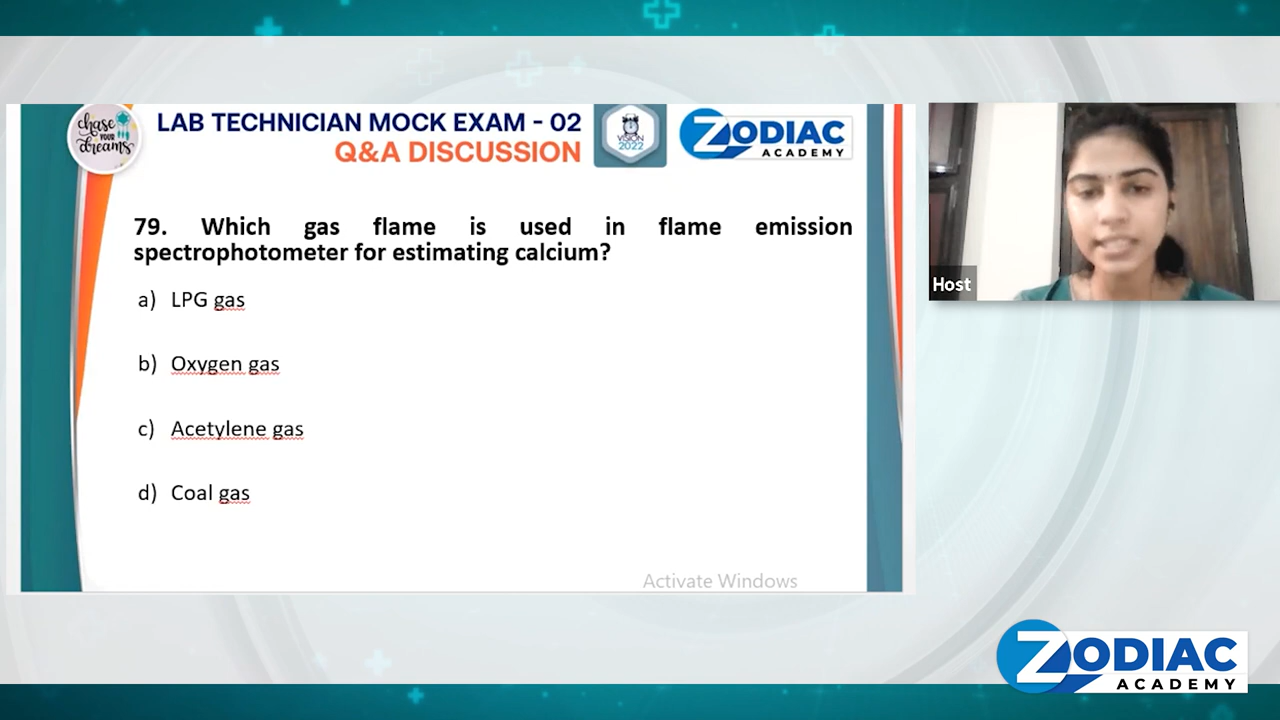 chase
YOUR
dreams
LAB TECHNICIAN MOCK EXAM - 02
Q&A DISCUSSION
VISION
2022
ZODIAC
ACADEMY
79. Which gas flame is used in flame emission
spectrophotometer for estimating calcium?
a) LPG gas
b) Oxygen gas
c) Acetylene gas
d) Coal gas
Activate Windows
Host
ZODIAC
ACADEMY